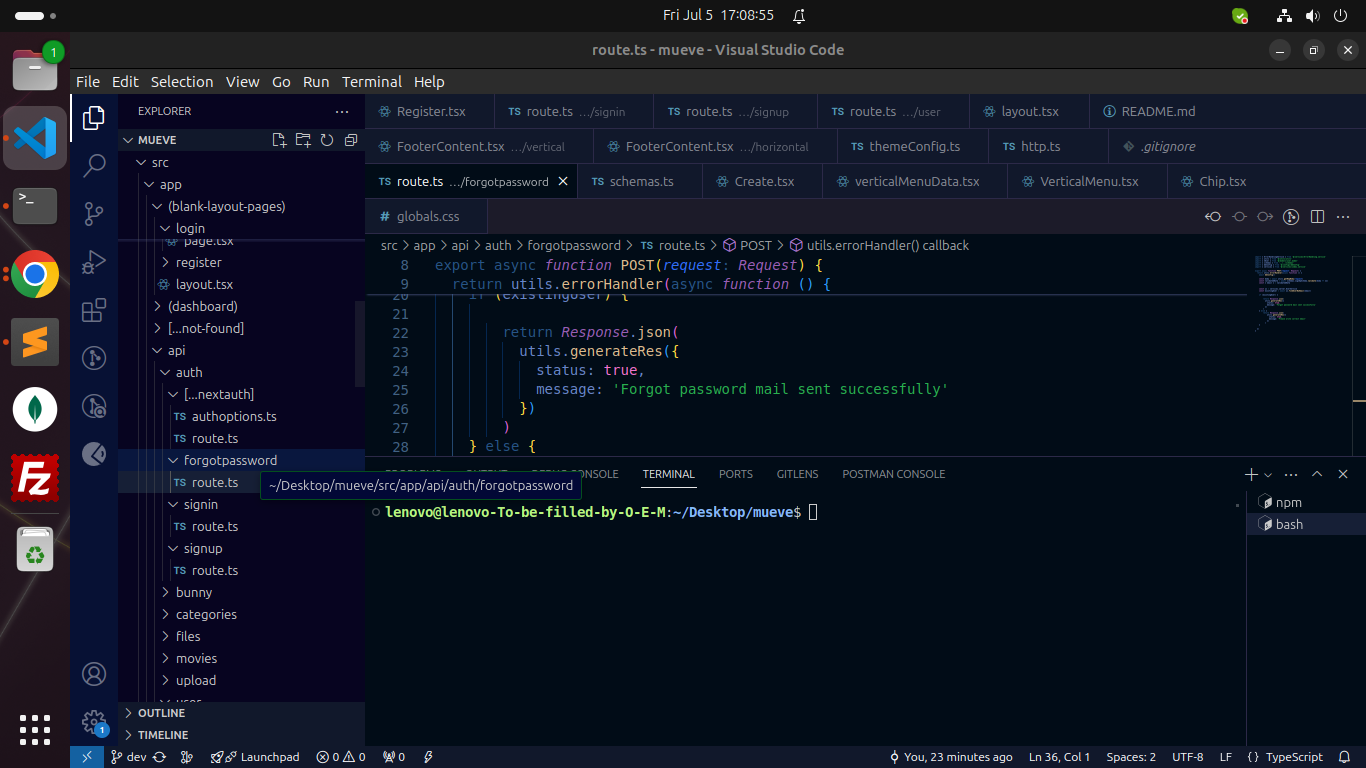 Fri Jul 5 17:08:55
1
route.ts - mueve - Visual Studio Code
File Edit Selection View Go Run Terminal Help
EXPLORER
MUEVE
src
app
(blank-layout-pages)
login
page.tsx
register
layout.tsx
(dashboard)
[...not-found]
api
auth
[...nextauth]
TS authoptions.ts
TS route.ts
forgotpassword
TS route.ts
~/Desktop/mueve/src/app/api/auth/forgotpassword
signin
TS route.ts
signup
TS route.ts
bunny
categories
files
movies
upload
OUTLINE
TIMELINE
Register.tsx TS route.ts .../signin TS route.ts .../signup TS route.ts .../user layout.tsx README.md
FooterContent.tsx .../vertical FooterContent.tsx .../horizontal TS themeConfig.ts TS http.ts .gitignore
TS route.ts .../forgotpassword TS schemas.ts Create.tsx verticalMenuData.tsx VerticalMenu.tsx Chip.tsx
# globals.css
src > app > api > auth > forgotpassword > TS route.ts > POST > utils.errorHandler() callback
8 export async function POST(request: Request) {
9 return utils.errorHandler(async function () {
20 if (existingUser) {
21
22 return Response.json(
23 utils.generateRes({
24 status: true,
25 message: 'Forgot password mail sent successfully'
26 })
27 )
28 } else {
CONSOLE TERMINAL PORTS GITLENS POSTMAN CONSOLE
lenovo@lenovo-To-be-filled-by-O-E-M:~/Desktop/mueve$
npm
bash
>_
S
FZ
1
dev Launchpad 0 0 0 You, 23 minutes ago Ln 36, Col 1 Spaces: 2 UTF-8 LF {} TypeScript